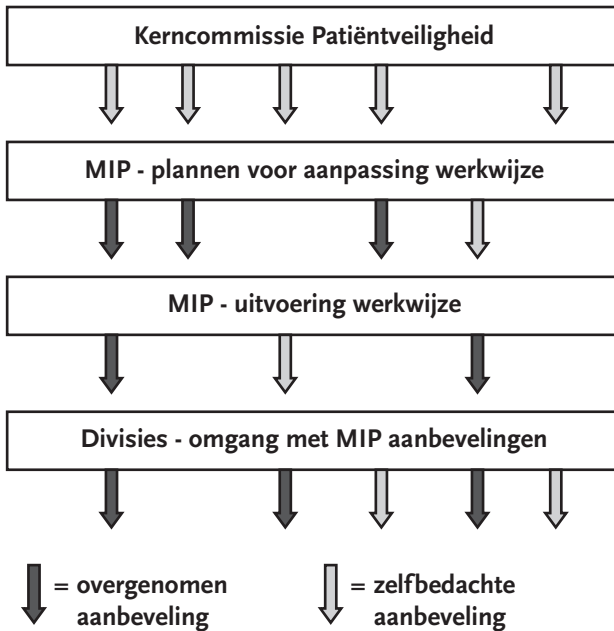 Kerncommissie Patiëntveiligheid
MIP - plannen voor aanpassing werkwijze
MIP - uitvoering werkwijze
Divisies - omgang met MIP aanbevelingen
= overgenomen
aanbeveling
= zelfbedachte
aanbeveling